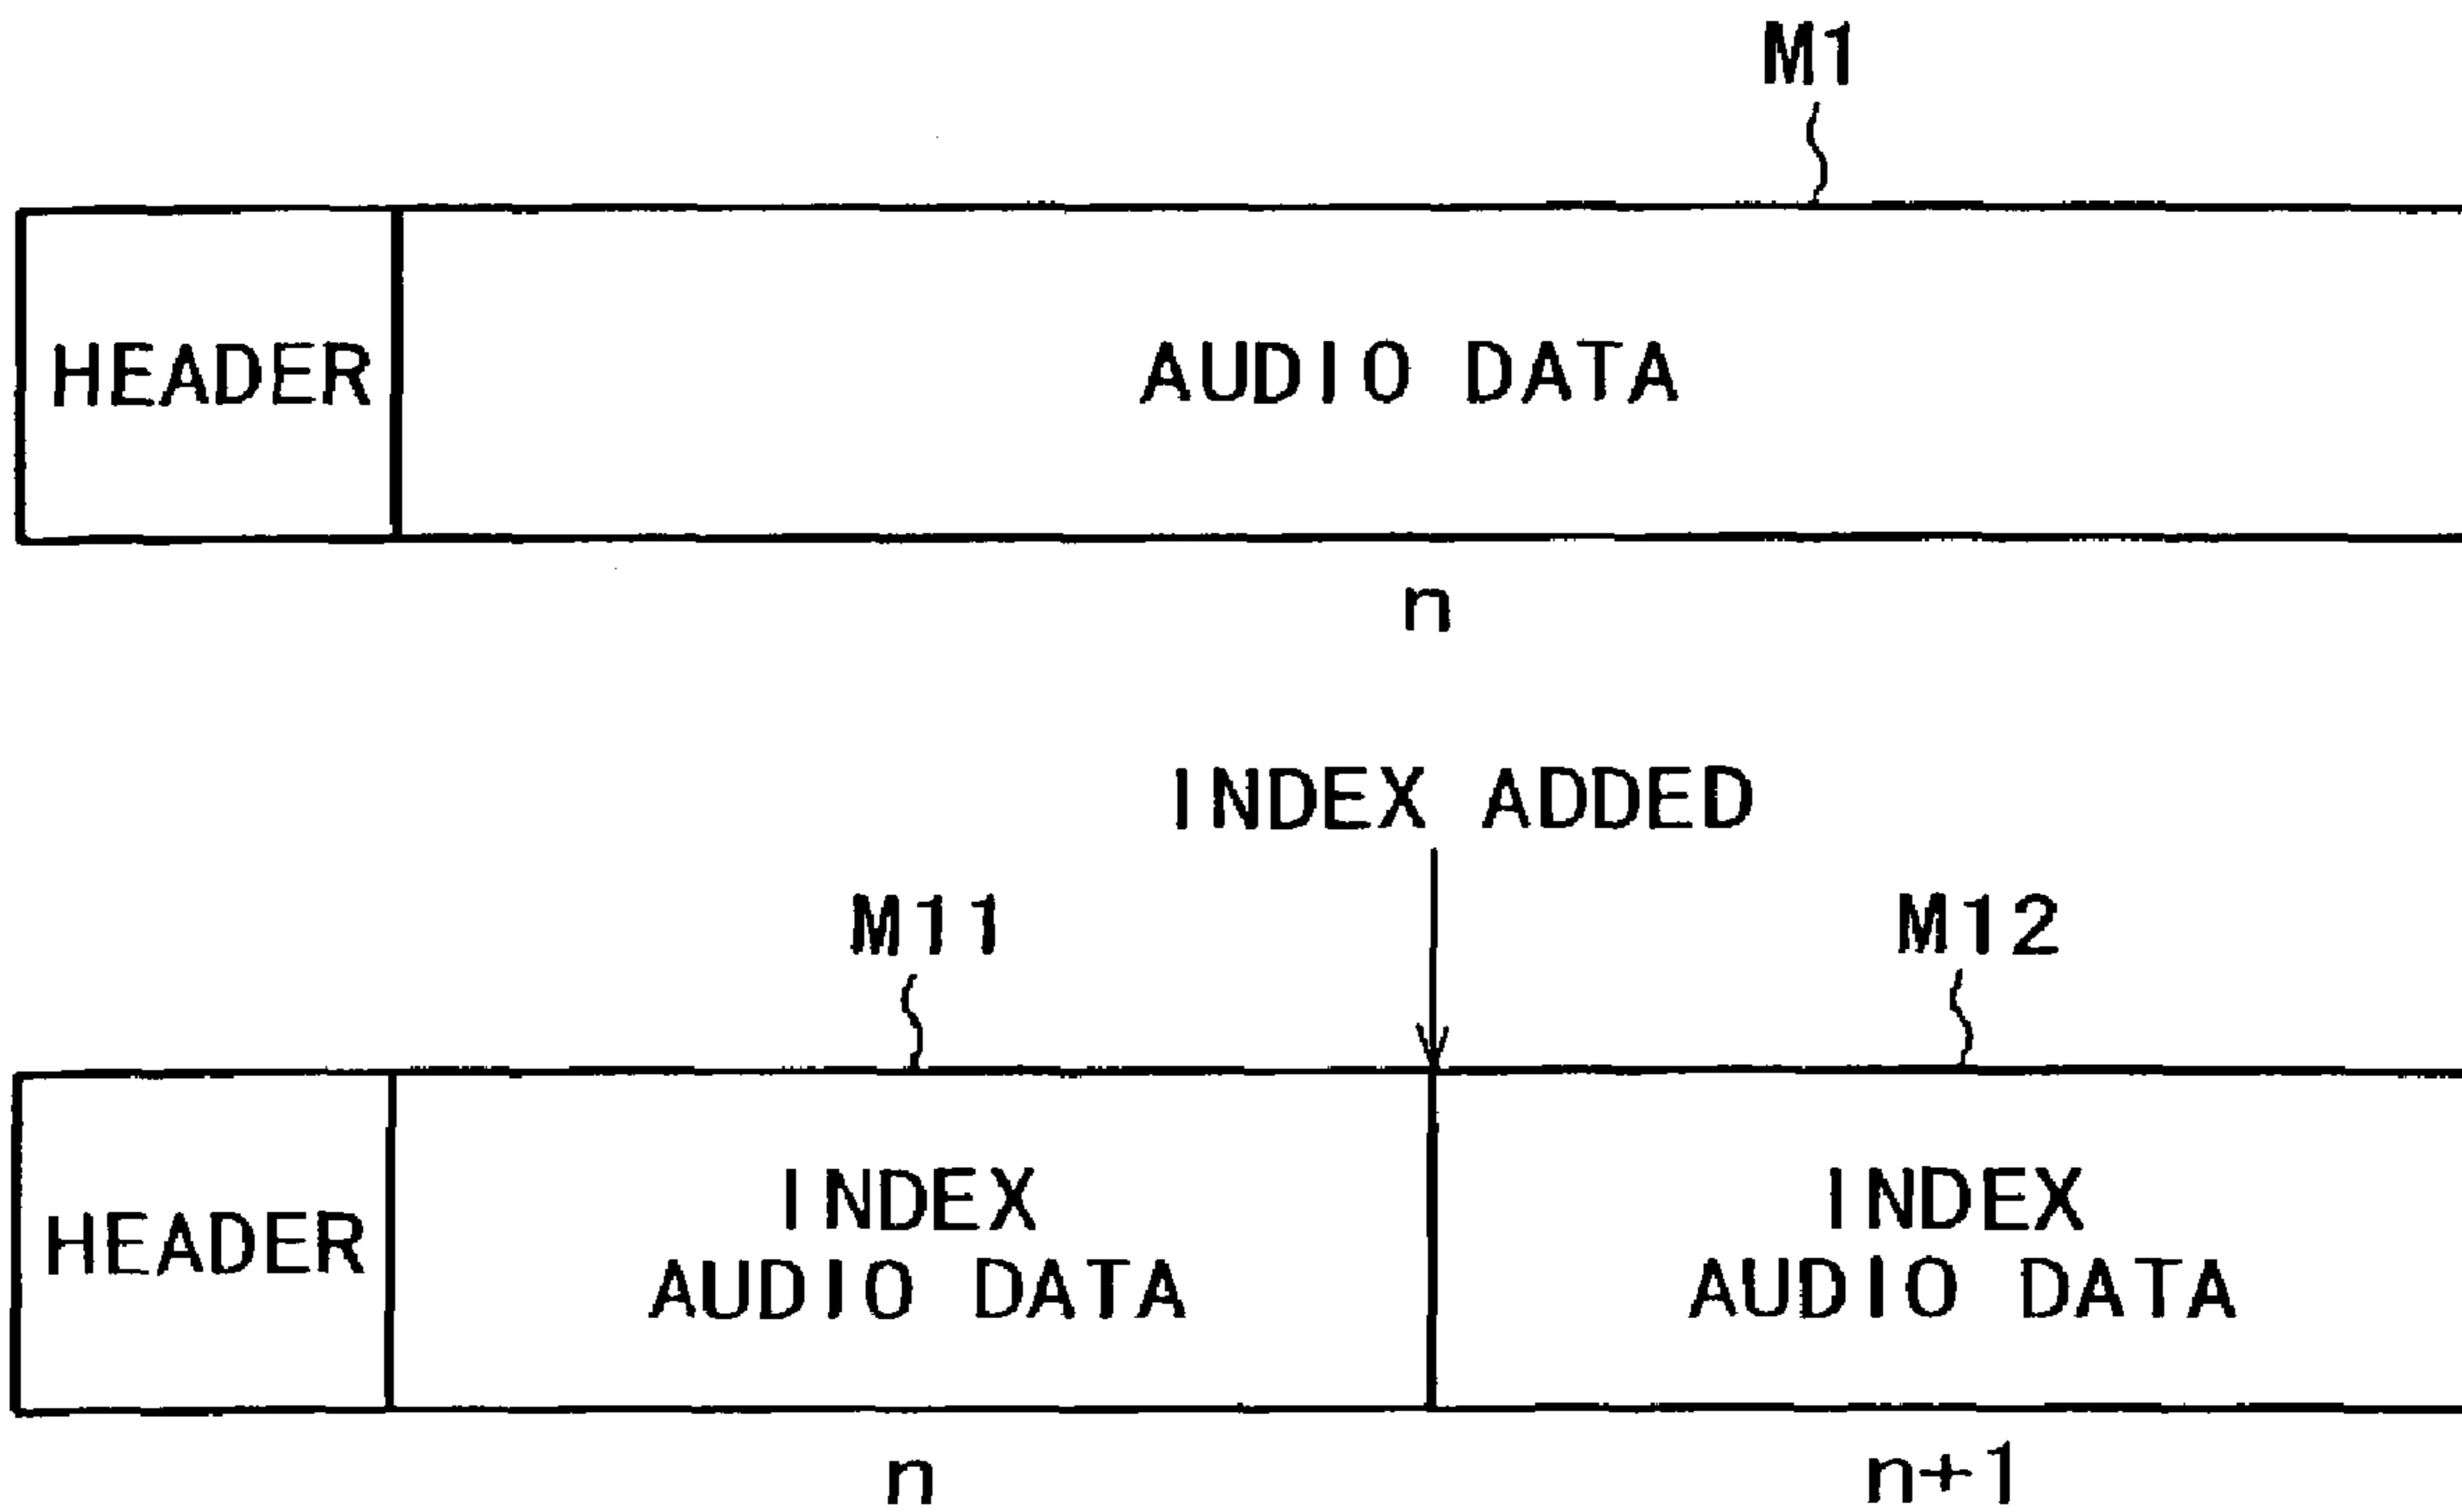 M1
HEADER
AUDIO DATA
n
INDEX ADDED
M11
M12
HEADER
INDEX
AUDIO DATA
INDEX
AUDIO DATA
n
n+1